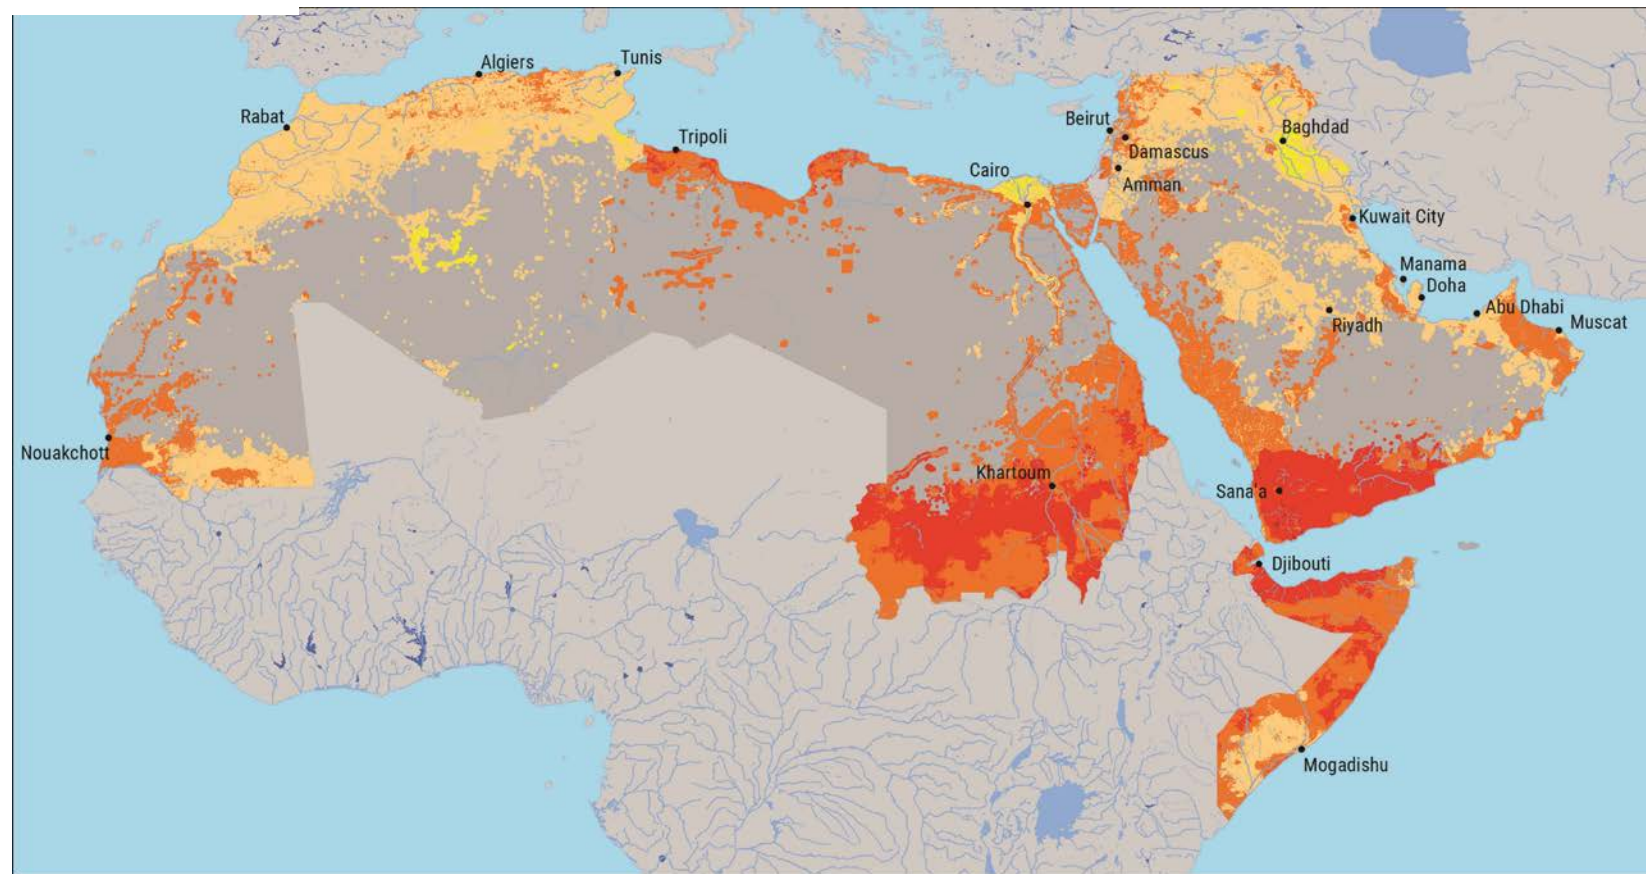 Algiers
Tunis
Rabat
Tripoli
Beirut
Baghdad
Damascus
Cairo
Amman
Kuwait City
Manama
Doha
Abu Dhabi
Riyadh
Muscat
Nouakchott
Khartoum
Sana'a
Djibouti
Mogadishu